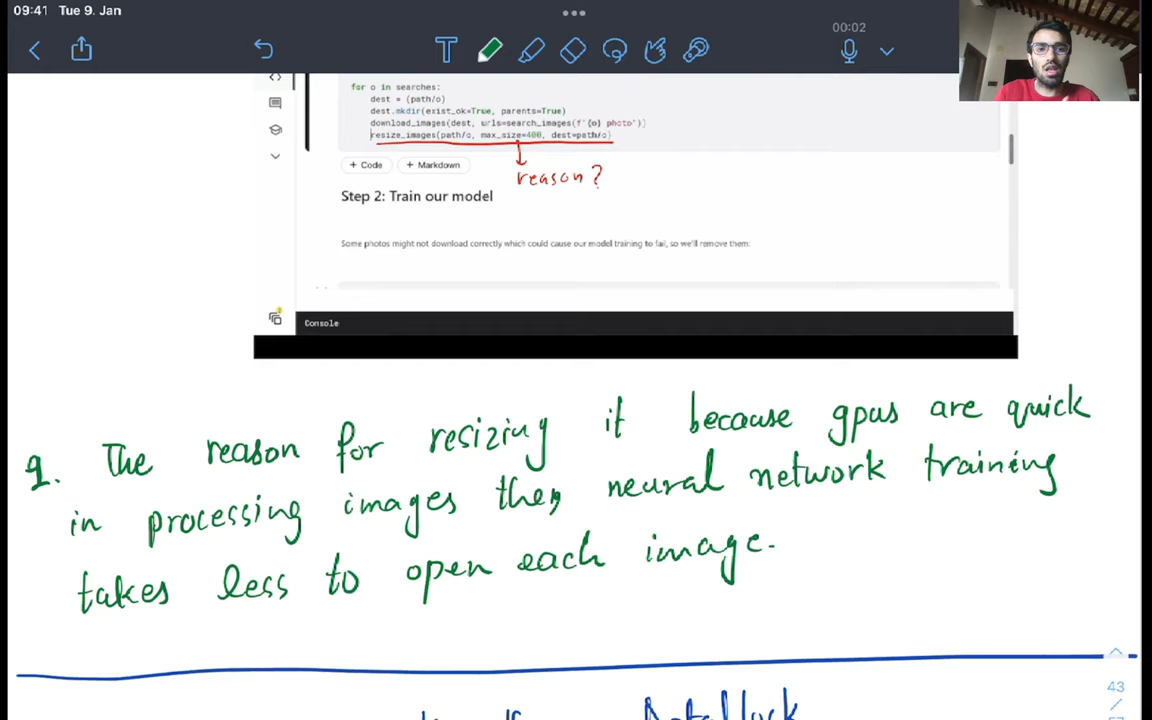 09:41 Tue 9. Jan
00:02
for o in searches:
dest = (path/o)
dest.mkdir(exist_ok=True, parents=True)
download_images(dest, urls=search_images(f'{o} photo'))
resize_images(path/o, max_size=400, dest=path/o)
+ Code + Markdown
reason?
Step 2: Train our model
Some photos might not download correctly which could cause our model training to fail, so we'll remove them:
Console
q. The reason for resizing it because gpus are quick
in processing images then neural network training
takes less to open each image.
43